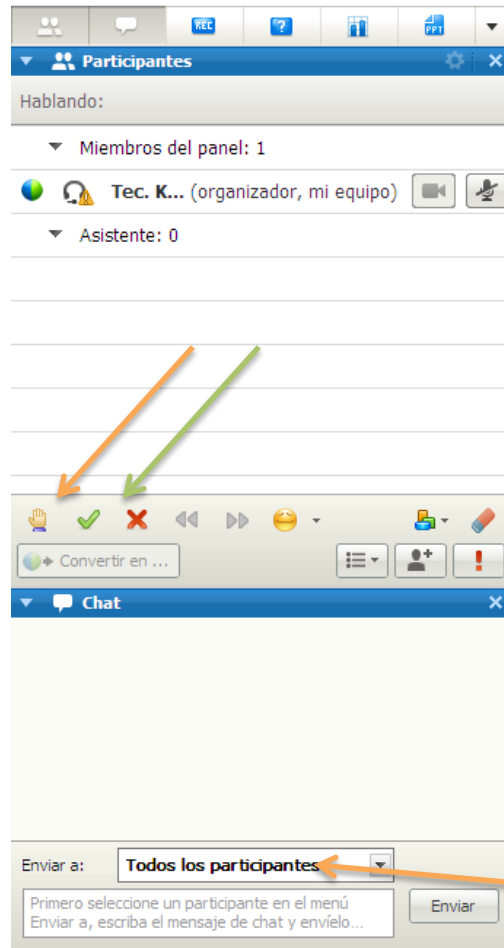 REC
?
PPT
Participantes
Hablando:
Miembros del panel: 1
Tec. K... (organizador, mi equipo)
Asistente: 0
Convertir en ...
!
Chat
Enviar a:
Todos los participantes
Primero seleccione un participante en el menú
Enviar a, escriba el mensaje de chat y envíelo...
Enviar